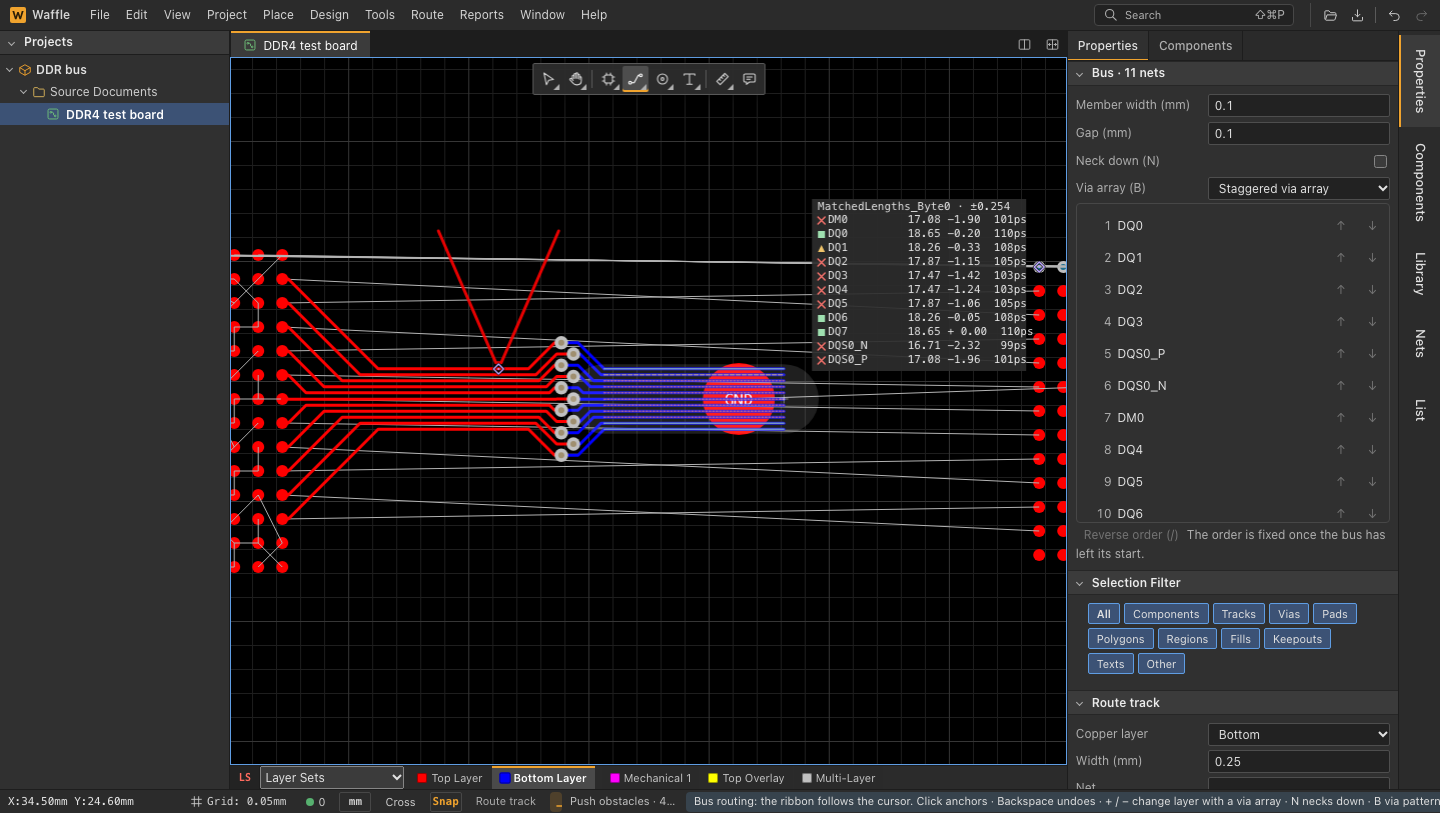 W Waffle File Edit View Project Place Design Tools Route Reports Window Help Search ⇧⌘P
Projects
DDR bus
Source Documents
DDR4 test board
DDR4 test board
MatchedLengths_Byte0 · ±0.254
DM0 17.08 −1.90 101ps
DQ0 18.65 −0.20 110ps
DQ1 18.26 −0.33 108ps
DQ2 17.87 −1.15 105ps
DQ3 17.47 −1.42 103ps
DQ4 17.47 −1.24 103ps
DQ5 17.87 −1.06 105ps
DQ6 18.26 −0.05 108ps
DQ7 18.65 + 0.00 110ps
DQS0_N 16.71 −2.32 99ps
DQS0_P 17.08 −1.96 101ps
GND
LS Layer Sets Top Layer Bottom Layer Mechanical 1 Top Overlay Multi-Layer
Properties Components
Bus · 11 nets
Member width (mm) 0.1
Gap (mm) 0.1
Neck down (N)
Via array (B) Staggered via array
1 DQ0 ↑ ↓
2 DQ1 ↑ ↓
3 DQ2 ↑ ↓
4 DQ3 ↑ ↓
5 DQS0_P ↑ ↓
6 DQS0_N ↑ ↓
7 DM0 ↑ ↓
8 DQ4 ↑ ↓
9 DQ5 ↑ ↓
10 DQ6 ↑ ↓
Reverse order (/) The order is fixed once the bus has
left its start.
Selection Filter
All Components Tracks Vias Pads
Polygons Regions Fills Keepouts
Texts Other
Route track
Copper layer Bottom
Width (mm) 0.25
Net
Properties
Components
Library
Nets
List
X:34.50mm Y:24.60mm Grid: 0.05mm 0 mm Cross Snap Route track _ Push obstacles · 4… Bus routing: the ribbon follows the cursor. Click anchors · Backspace undoes · + / − change layer with a via array · N necks down · B via pattern